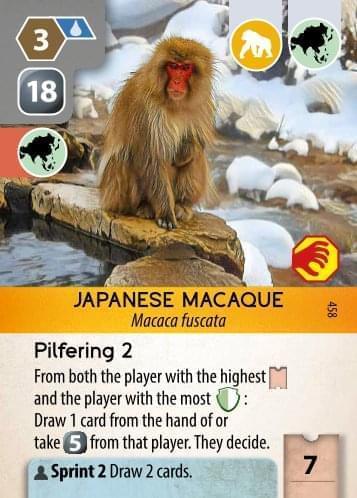 3
18
JAPANESE MACAQUE
Macaca fuscata
458
Pilfering 2
From both the player with the highest
and the player with the most :
Draw 1 card from the hand of or
take 5 from that player. They decide.
Sprint 2 Draw 2 cards.
7